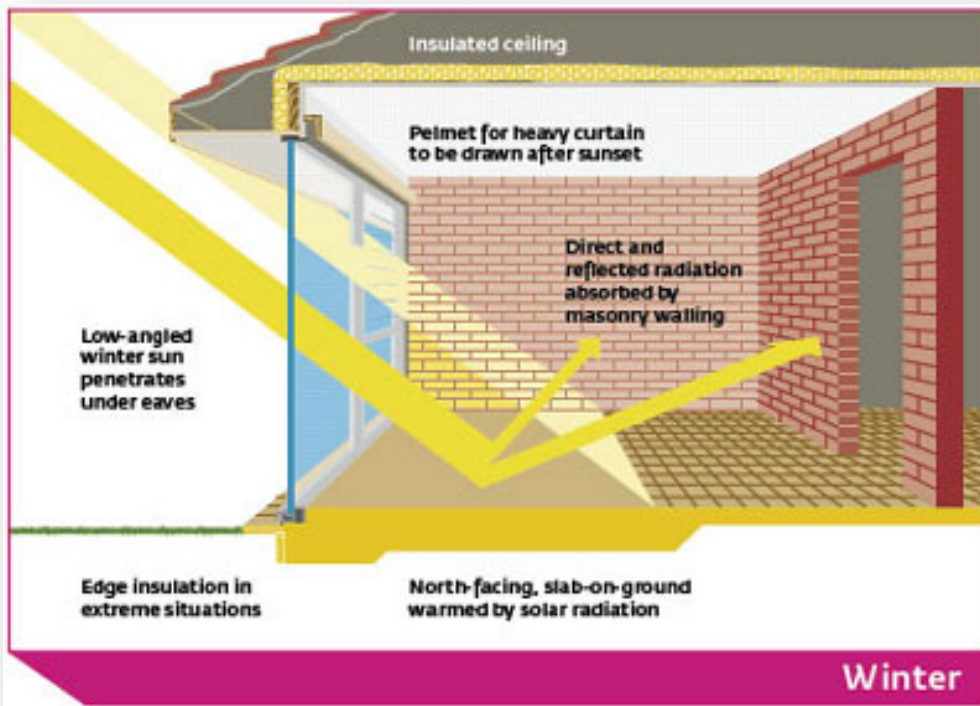 Insulated ceiling
Pelmet for heavy curtain
to be drawn after sunset
Direct and
reflected radiation
absorbed by
masonry walling
Low-angled
winter sun
penetrates
under eaves
Edge insulation in
extreme situations
North-facing, slab-on-ground
warmed by solar radiation
Winter